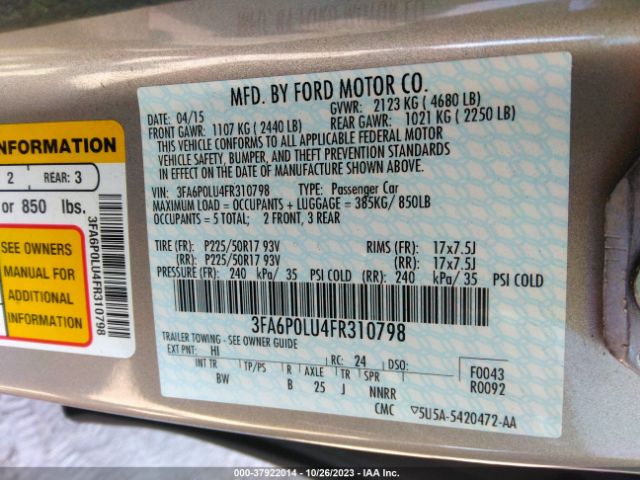 MFD. BY FORD MOTOR CO.
DATE: 04/15 GVWR: 2123 KG ( 4680 LB)
FRONT GAWR: 1107 KG ( 2440 LB) REAR GAWR: 1021 KG ( 2250 LB)
THIS VEHICLE CONFORMS TO ALL APPLICABLE FEDERAL MOTOR
VEHICLE SAFETY, BUMPER, AND THEFT PREVENTION STANDARDS
IN EFFECT ON THE DATE OF MANUFACTURE SHOWN ABOVE.
VIN: 3FA6P0LU4FR310798 TYPE: Passenger Car
MAXIMUM LOAD = OCCUPANTS + LUGGAGE = 385KG/ 850LB
OCCUPANTS = 5 TOTAL; 2 FRONT, 3 REAR
TIRE (FR): P225/50R17 93V RIMS (FR): 17x7.5J
(RR): P225/50R17 93V (RR): 17x7.5J
PRESSURE (FR): 240 kPa/ 35 PSI COLD (RR): 240 kPa/ 35 PSI COLD
3FA6P0LU4FR310798
TRAILER TOWING - SEE OWNER GUIDE
EXT PNT: HI RC: 24 DSO: F0043
INT TR TP/PS R AXLE TR SPR R0092
BW B 25 J NNRR
CMC 5U5A-5420472-AA
INFORMATION
2 REAR: 3
or 850 lbs.
SEE OWNERS
MANUAL FOR
ADDITIONAL
INFORMATION
3FA6P0LU4FR310798
000-37922014 - 10/26/2023 - IAA Inc.